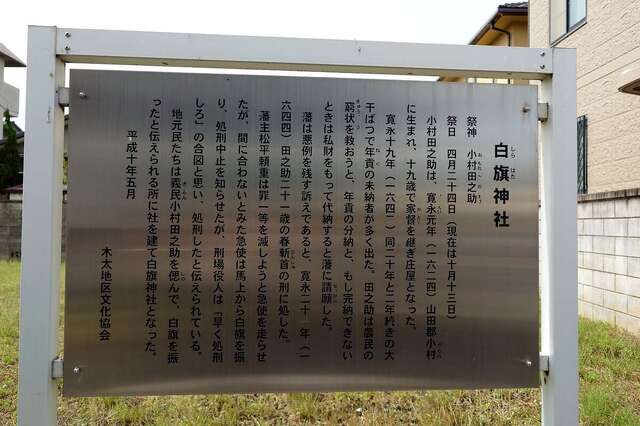 白旗神社
しらはた
祭神 小村田之助
おむらたのすけ
祭日 四月二十四日(現在は十月十三日)
小村田之助は、寛永元年(一六二四)山田郡小村
に生まれ、十九歳で家督を継ぎ庄屋となった。
寛永十九年(一六四二)同二十年と二年続きの大
干ばつで年貢の未納者が多く出た。田之助は農民の
窮状を救おうと、年貢の分納と、もし完納できない
ときは私財をもって代納すると藩に請願した。
藩は悪例を残す訴えであると、寛永二十一年(一
六四四)田之助二十一歳の春斬首の刑に処した。
藩主松平頼重は罪一等を減しようと急使を走らせ
たが、間に合わないとみた急使は馬上から白旗を振
り、処刑中止を知らせたが、刑場役人は「早く処刑
しろ」の合図と思い、処刑したと伝えられている。
地元民たちは義民小村田之助を偲んで、白旗を振
ったと伝えられる所に社を建て白旗神社となった。
平成十年五月
木太地区文化協会